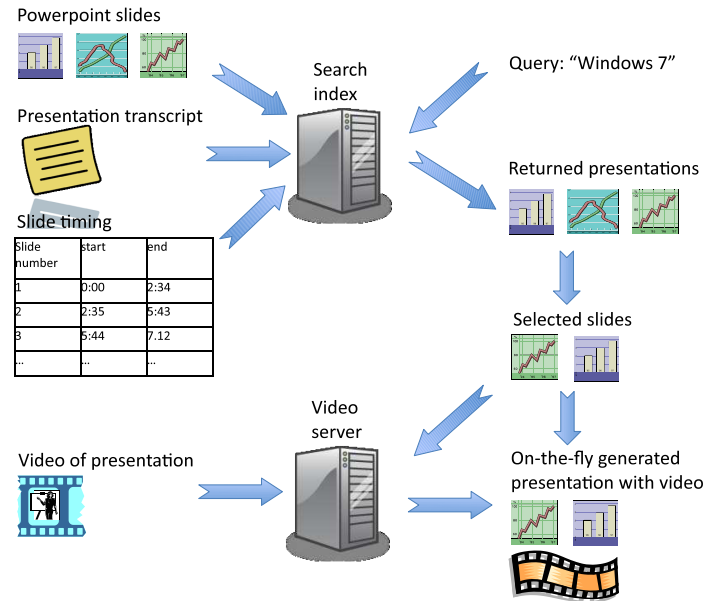 Powerpoint slides
Search
index
Query: “Windows 7”
Presentation transcript
Returned presentations
Slide timing
Slide
number
start
end
1
0:00
2:34
2
2:35
5:43
3
5:44
7.12
...
...
...
Selected slides
Video
server
Video of presentation
On-the-fly generated
presentation with video